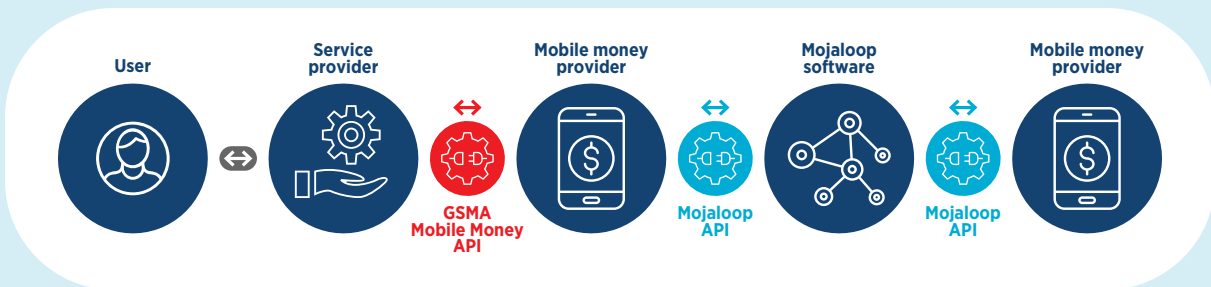 User
Service
provider
Mobile money
provider
Mojaloop
software
Mobile money
provider
GSMA
Mobile Money
API
Mojaloop
API
Mojaloop
API
$
$